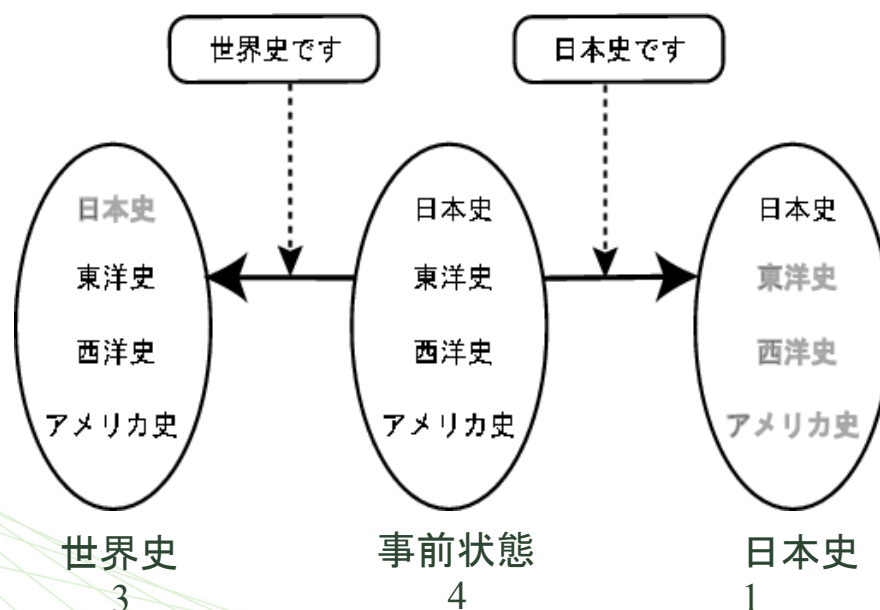 世界史です
日本史です
日本史
東洋史
西洋史
アメリカ史
日本史
東洋史
西洋史
アメリカ史
日本史
東洋史
西洋史
アメリカ史
世界史
3
事前状態
4
日本史
1